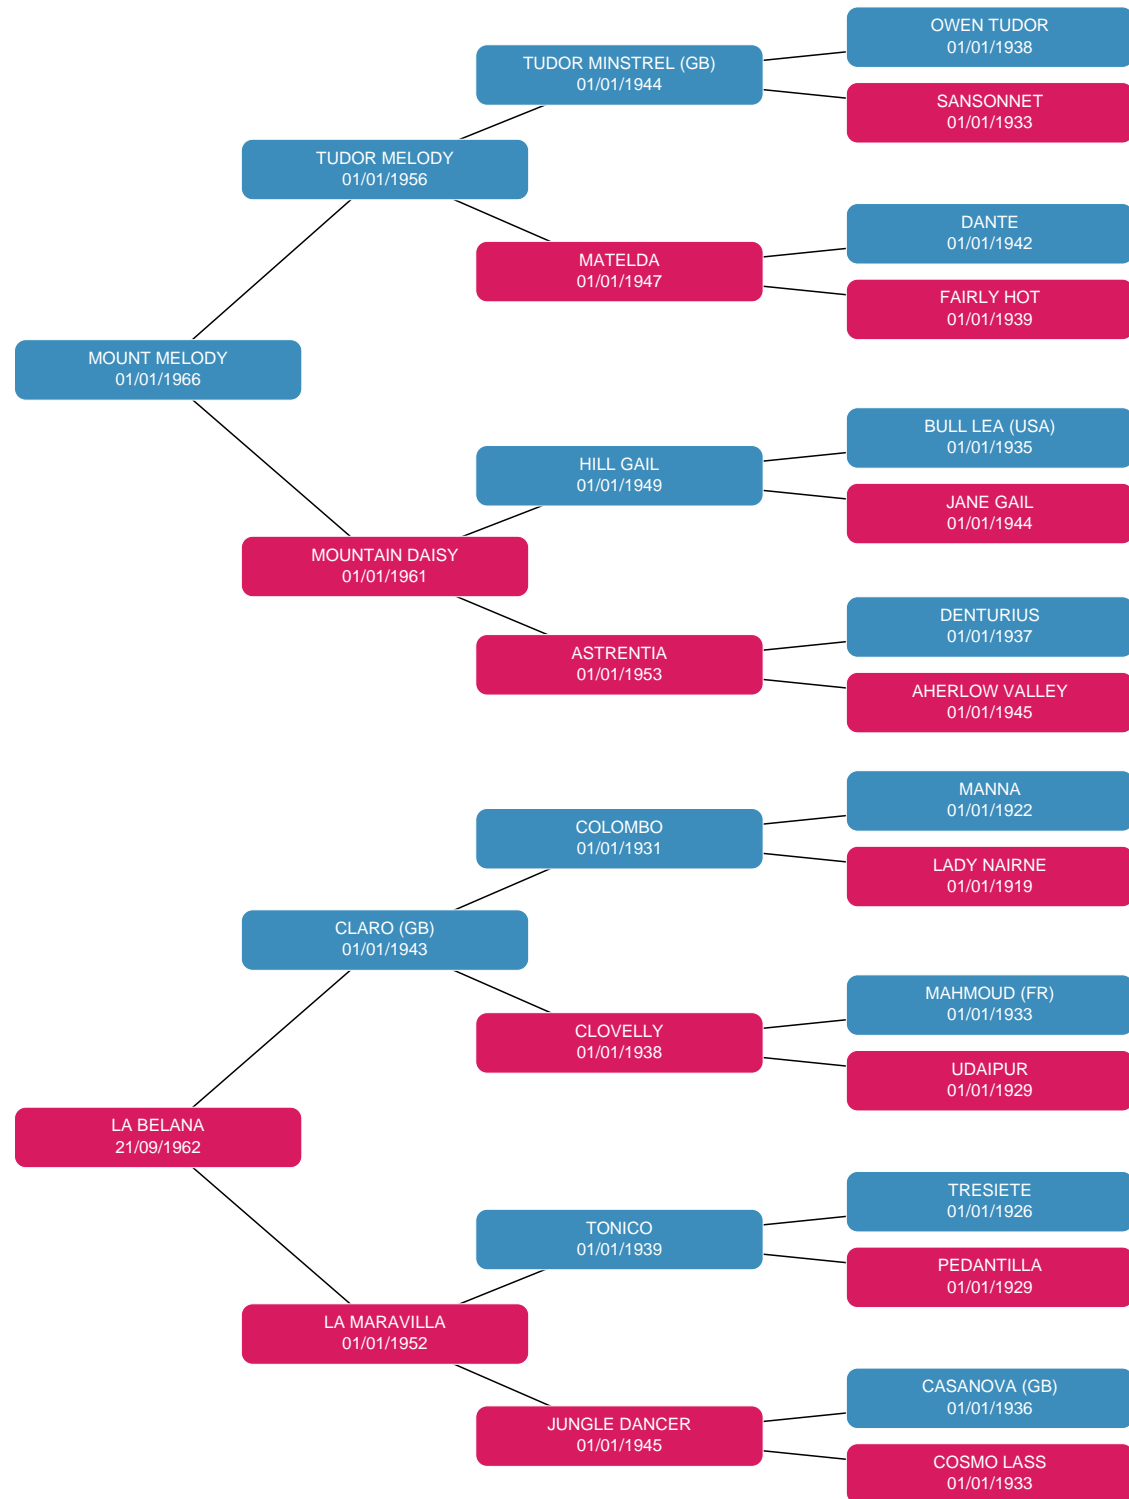 OWEN TUDOR
01/01/1938
TUDOR MINSTREL (GB)
01/01/1944
SANSONNET
01/01/1933
TUDOR MELODY
01/01/1956
DANTE
01/01/1942
MATELDA
01/01/1947
FAIRLY HOT
01/01/1939
MOUNT MELODY
01/01/1966
BULL LEA (USA)
01/01/1935
HILL GAIL
01/01/1949
JANE GAIL
01/01/1944
MOUNTAIN DAISY
01/01/1961
DENTURIUS
01/01/1937
ASTRENTIA
01/01/1953
AHERLOW VALLEY
01/01/1945
MANNA
01/01/1922
COLOMBO
01/01/1931
LADY NAIRNE
01/01/1919
CLARO (GB)
01/01/1943
MAHMOUD (FR)
01/01/1933
CLOVELLY
01/01/1938
UDAIPUR
01/01/1929
LA BELANA
21/09/1962
TRESIETE
01/01/1926
TONICO
01/01/1939
PEDANTILLA
01/01/1929
LA MARAVILLA
01/01/1952
CASANOVA (GB)
01/01/1936
JUNGLE DANCER
01/01/1945
COSMO LASS
01/01/1933